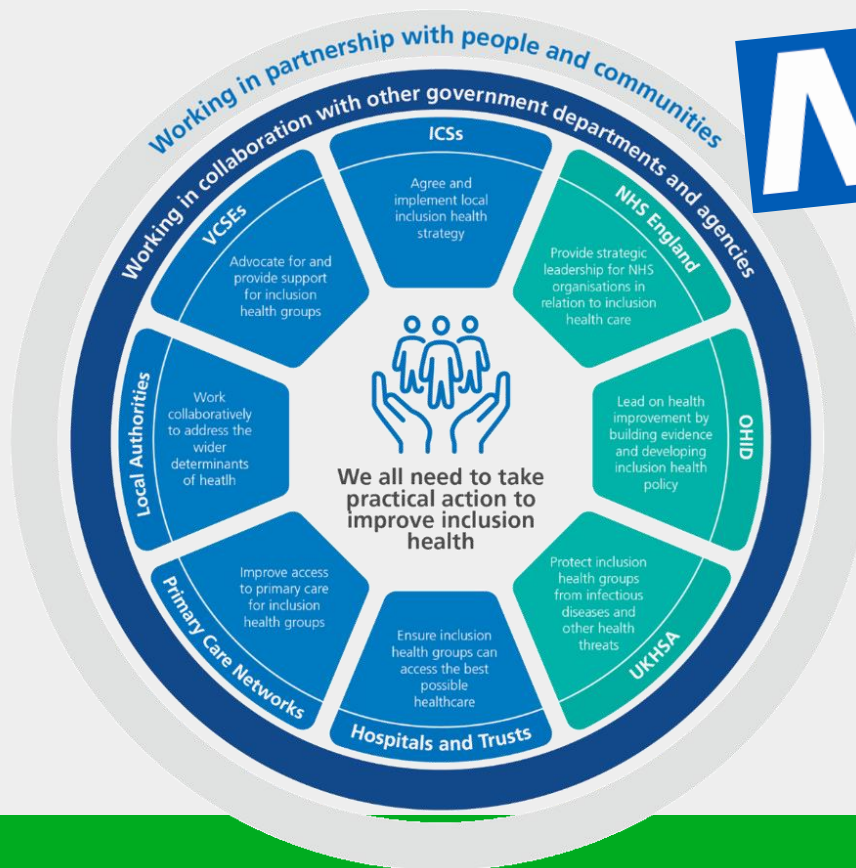 Working in partnership with people and communities
Working in collaboration with other government departments and agencies
ICSs
Agree and
implement local
inclusion health
strategy
NHS England
Provide strategic
leadership for NHS
organisations in
relation to inclusion
health care
OHID
Lead on health
improvement by
building evidence
and developing
inclusion health
policy
UKHSA
Protect inclusion
health groups
from infectious
diseases and
other health
threats
Hospitals and Trusts
Ensure inclusion
health groups can
access the best
possible
healthcare
Primary Care Networks
Improve access
to primary care
for inclusion
health groups
Local Authorities
Work
collaboratively
to address the
wider
determinants
of heatlh
VCSEs
Advocate for and
provide support
for inclusion
health groups
We all need to take
practical action to
improve inclusion
health